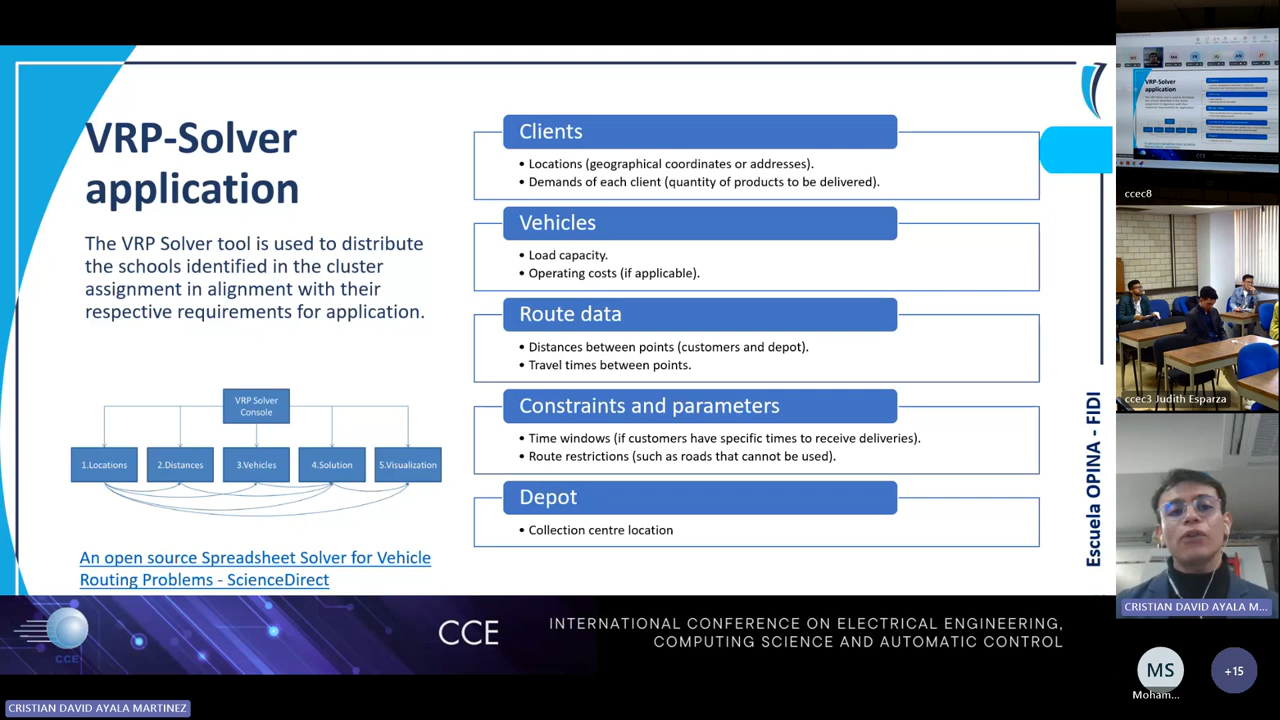 VRP-Solver
application
The VRP Solver tool is used to distribute
the schools identified in the cluster
assignment in alignment with their
respective requirements for application.
VRP Solver
Console
1.Locations
2.Distances
3.Vehicles
4.Solution
5.Visualization
An open source Spreadsheet Solver for Vehicle
Routing Problems - ScienceDirect
Clients
• Locations (geographical coordinates or addresses).
• Demands of each client (quantity of products to be delivered).
Vehicles
• Load capacity.
• Operating costs (if applicable).
Route data
• Distances between points (customers and depot).
• Travel times between points.
Constraints and parameters
• Time windows (if customers have specific times to receive deliveries).
• Route restrictions (such as roads that cannot be used).
Depot
• Collection centre location
Escuela OPINA - FIDI
CCE
CCE
INTERNATIONAL CONFERENCE ON ELECTRICAL ENGINEERING,
COMPUTING SCIENCE AND AUTOMATIC CONTROL
CRISTIAN DAVID AYALA MARTINEZ
VRP-Solver
application
ccec8
ccec3 Judith Esparza
CRISTIAN DAVID AYALA M...
MS
Moham...
+15